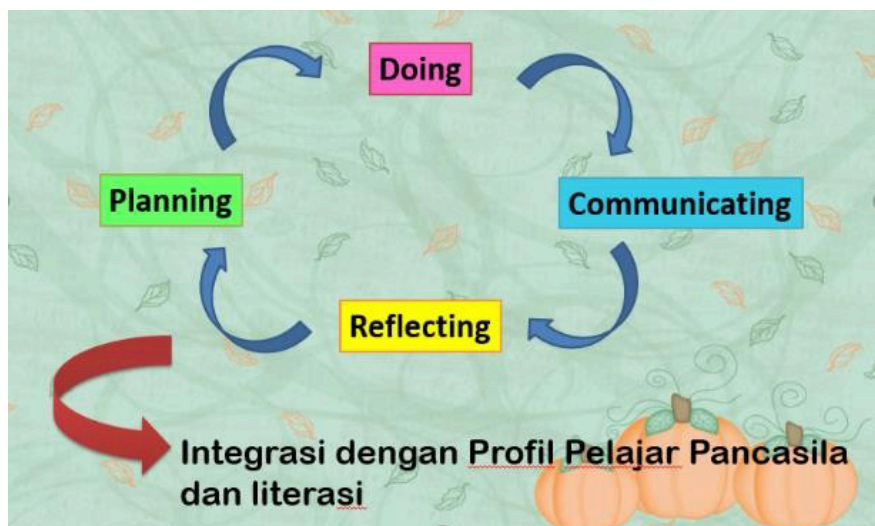 Doing
Planning
Communicating
Reflecting
Integrasi dengan Profil Pelajar Pancasila
dan literasi